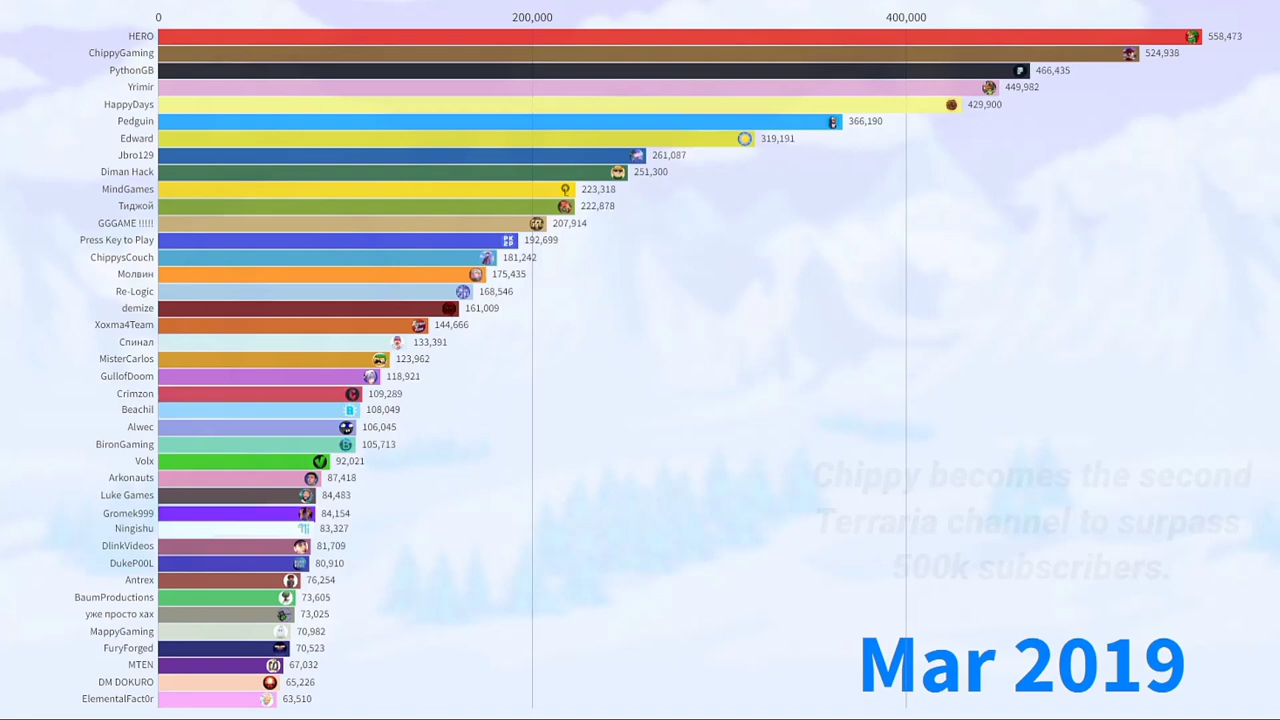 0 200,000 400,000
HERO 558,473
ChippyGaming 524,938
PythonGB 466,435
Yrimir 449,982
HappyDays 429,900
Pedguin 366,190
Edward 319,191
Jbro129 261,087
Diman Hack 251,300
MindGames 223,318
Тиджой 222,878
GGGAME !!!!! 207,914
Press Key to Play 192,699
ChippysCouch 181,242
Молвин 175,435
Re-Logic 168,546
demize 161,009
Xoxma4Team 144,666
Спинал 133,391
MisterCarlos 123,962
GullofDoom 118,921
Crimzon 109,289
Beachil 108,049
Alwec 106,045
BironGaming 105,713
Volx 92,021
Arkonauts 87,418
Luke Games 84,483
Gromek999 84,154
Ningishu 83,327
DlinkVideos 81,709
DukeP00L 80,910
Antrex 76,254
BaumProductions 73,605
уже просто хах 73,025
MappyGaming 70,982
FuryForged 70,523
MTEN 67,032
DM DOKURO 65,226
ElementalFact0r 63,510
Chippy becomes the second
Terraria channel to surpass
500k subscribers.
Mar 2019